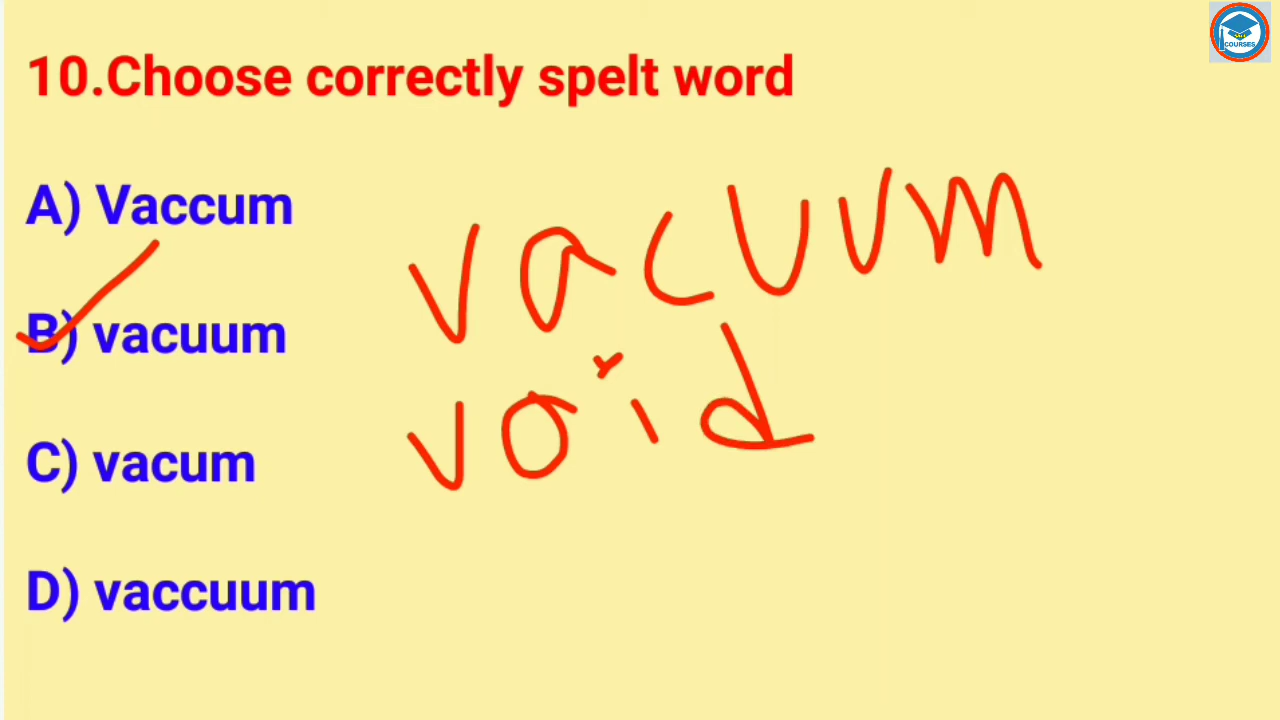 10.Choose correctly spelt word
A) Vaccum
B) vacuum
C) vacum
D) vaccuum
vacuum
void
COURSES